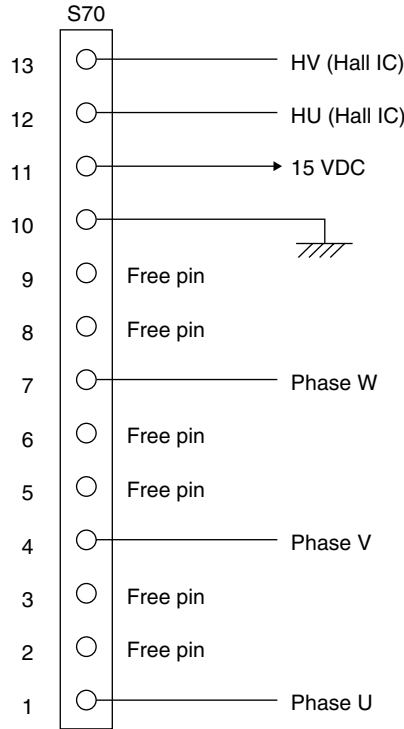 S70
13 HV (Hall IC)
12 HU (Hall IC)
11 15 VDC
10
9 Free pin
8 Free pin
7 Phase W
6 Free pin
5 Free pin
4 Phase V
3 Free pin
2 Free pin
1 Phase U